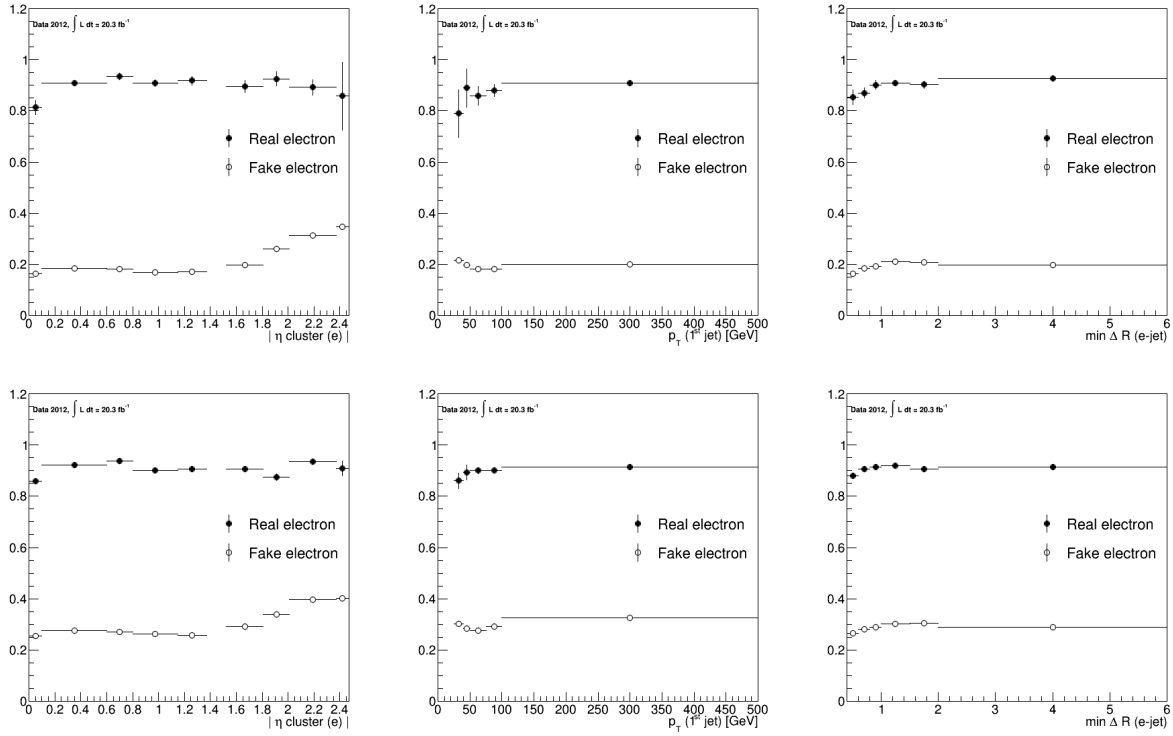 1.2
1
0.8
0.6
0.4
0.2
0
Data 2012, ∫ L dt = 20.3 fb⁻¹
Real electron
Fake electron
0 0.2 0.4 0.6 0.8 1 1.2 1.4 1.6 1.8 2 2.2 2.4
| η cluster (e) |
1.2
1
0.8
0.6
0.4
0.2
0
Data 2012, ∫ L dt = 20.3 fb⁻¹
Real electron
Fake electron
0 50 100 150 200 250 300 350 400 450 500
p_T (1ˢᵗ jet) [GeV]
1.2
1
0.8
0.6
0.4
0.2
0
Data 2012, ∫ L dt = 20.3 fb⁻¹
Real electron
Fake electron
1 2 3 4 5 6
min Δ R (e-jet)
1.2
1
0.8
0.6
0.4
0.2
0
Data 2012, ∫ L dt = 20.3 fb⁻¹
Real electron
Fake electron
0 0.2 0.4 0.6 0.8 1 1.2 1.4 1.6 1.8 2 2.2 2.4
| η cluster (e) |
1.2
1
0.8
0.6
0.4
0.2
0
Data 2012, ∫ L dt = 20.3 fb⁻¹
Real electron
Fake electron
0 50 100 150 200 250 300 350 400 450 500
p_T (1ˢᵗ jet) [GeV]
1.2
1
0.8
0.6
0.4
0.2
0
Data 2012, ∫ L dt = 20.3 fb⁻¹
Real electron
Fake electron
1 2 3 4 5 6
min Δ R (e-jet)